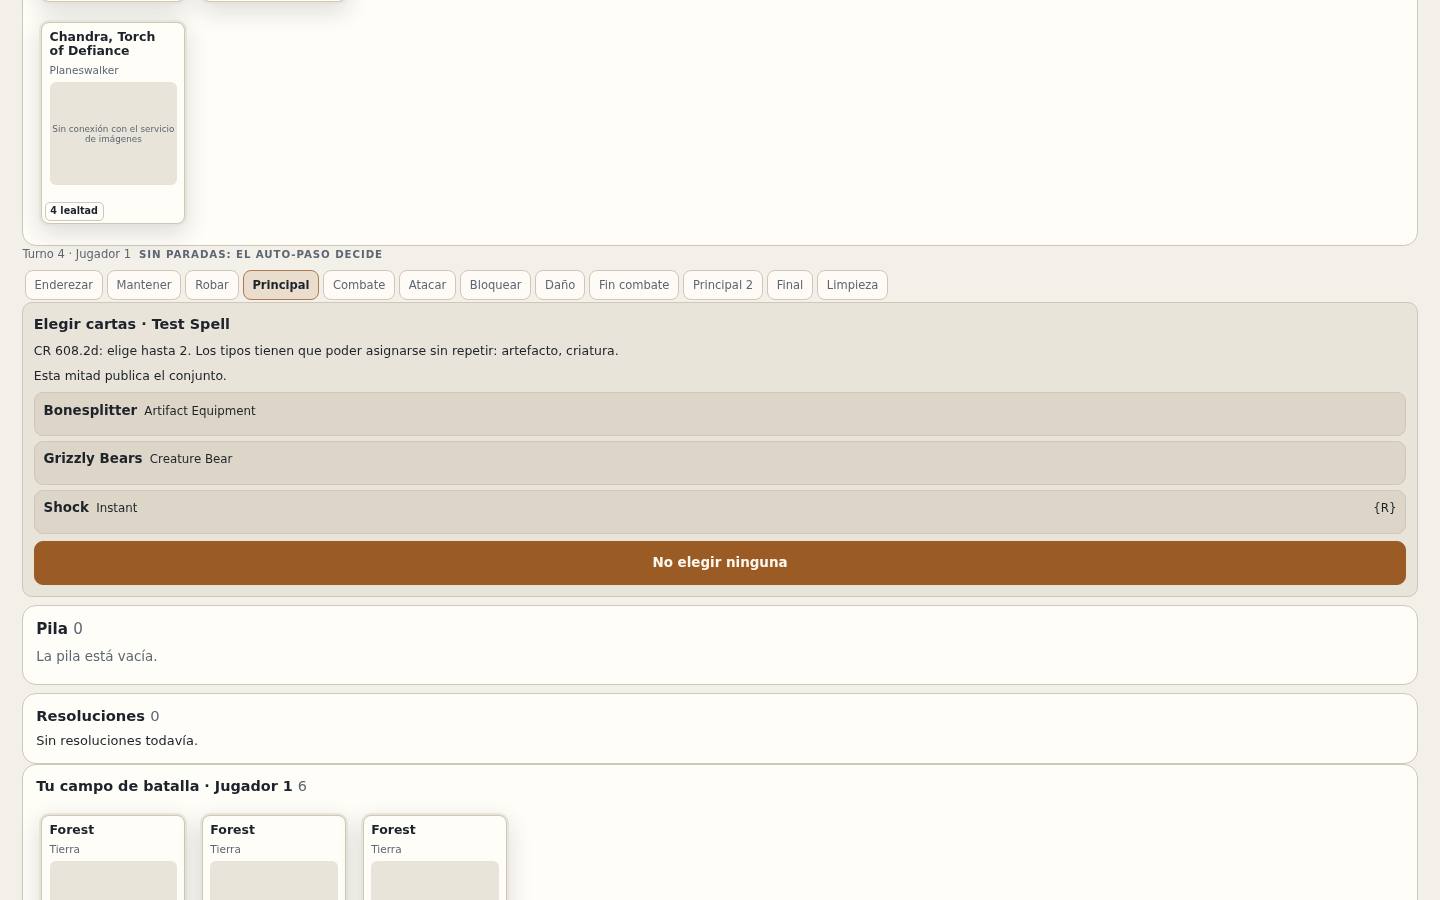 Chandra, Torch
of Defiance
Planeswalker
Sin conexión con el servicio
de imágenes
4 lealtad
Turno 4 · Jugador 1 SIN PARADAS: EL AUTO-PASO DECIDE
Enderezar Mantener Robar Principal Combate Atacar Bloquear Daño Fin combate Principal 2 Final Limpieza
Elegir cartas · Test Spell
CR 608.2d: elige hasta 2. Los tipos tienen que poder asignarse sin repetir: artefacto, criatura.
Esta mitad publica el conjunto.
Bonesplitter Artifact Equipment
Grizzly Bears Creature Bear
Shock Instant {R}
No elegir ninguna
Pila 0
La pila está vacía.
Resoluciones 0
Sin resoluciones todavía.
Tu campo de batalla · Jugador 1 6
Forest Forest Forest
Tierra Tierra Tierra